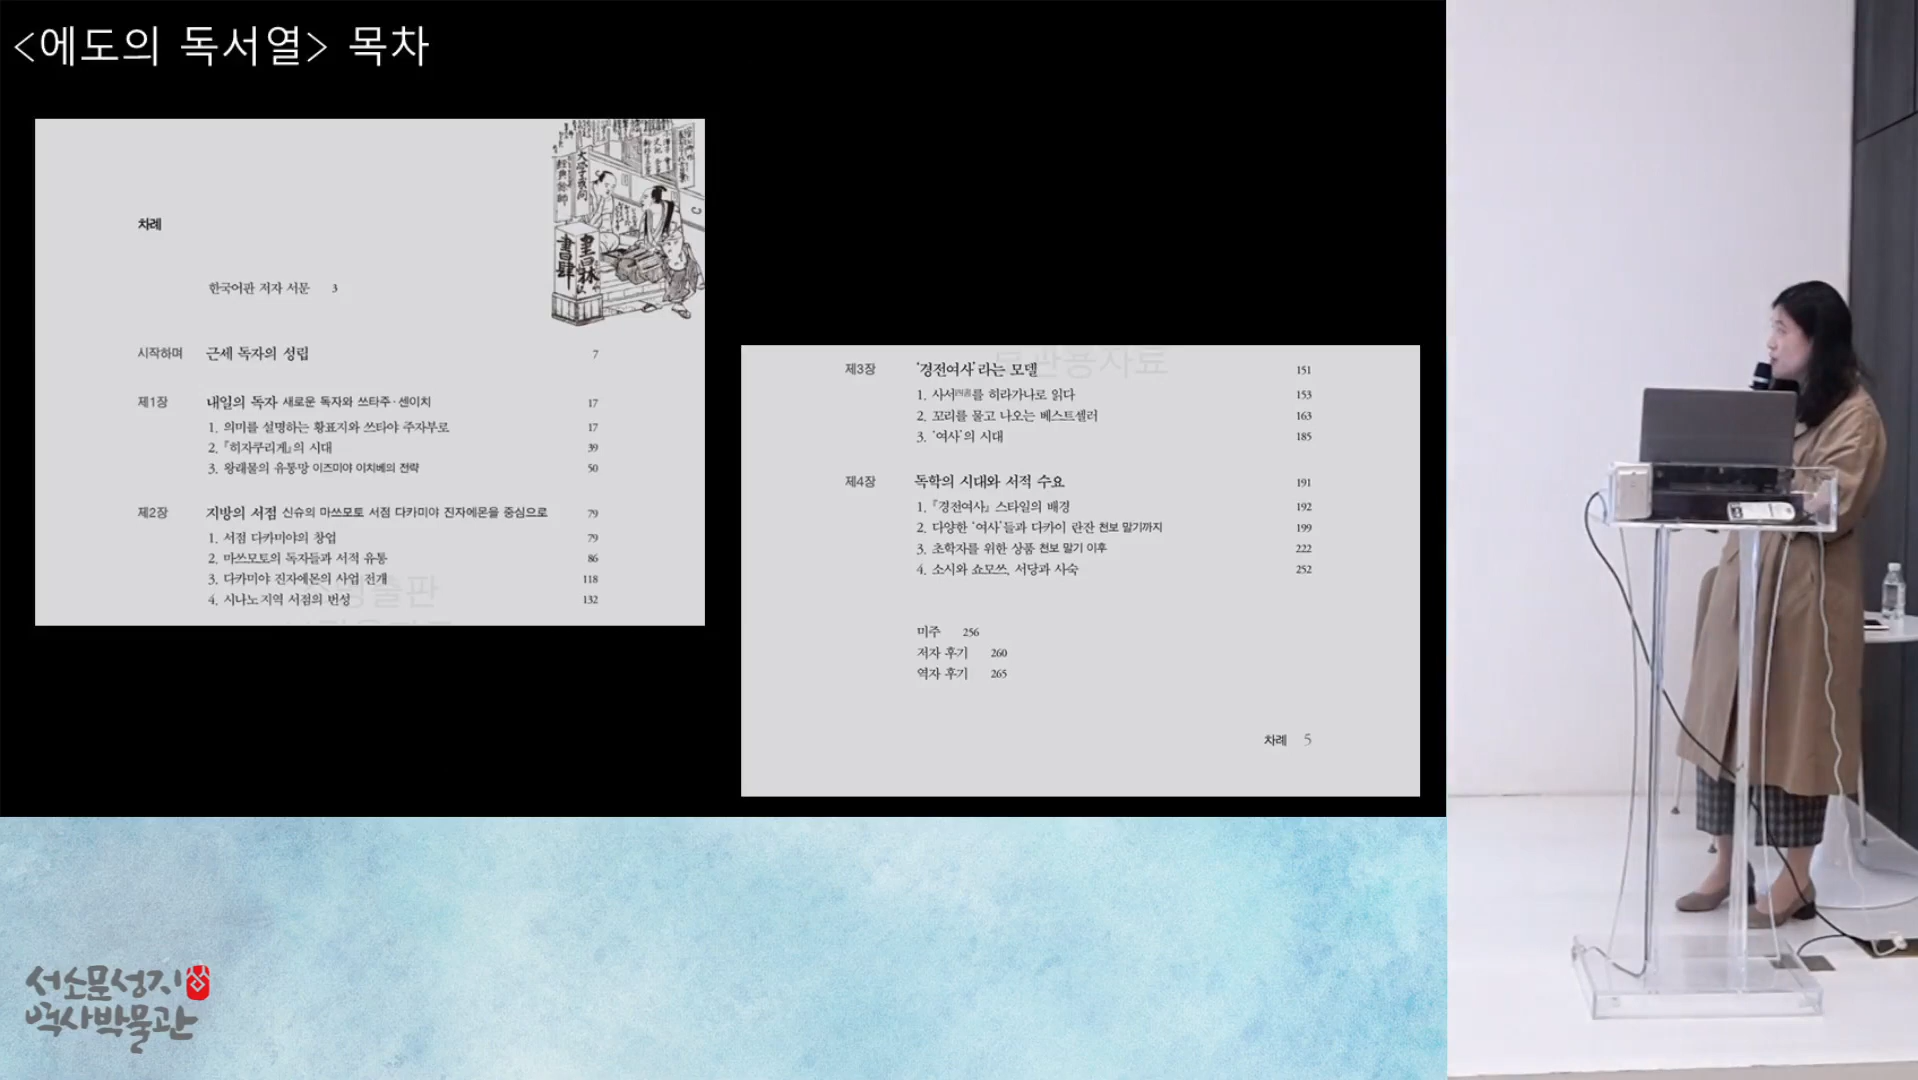 <에도의 독서열> 목차
차례
한국어판 저자 서문 3
시작하며 근세 독자의 성립 7
제1장 내일의 독자 새로운 독자와 쓰타주·센이치 17
1. 의미를 설명하는 황표지와 쓰타야 주자부로 17
2. 『히자쿠리게』의 시대 39
3. 왕래물의 유통망 이즈미야 이치베의 전략 50
제2장 지방의 서점 신슈의 마쓰모토 서점 다카미야 진자에몬을 중심으로 79
1. 서점 다카미야의 창업 79
2. 마쓰모토의 독자들과 서적 유통 86
3. 다카미야 진자에몬의 사업 전개 118
4. 시나노 지역 서점의 번성 132
書林
書肆
제3장 '경전여사'라는 모델 151
1. 사서四書를 히라가나로 읽다 153
2. 꼬리를 물고 나오는 베스트셀러 163
3. '여사'의 시대 185
제4장 독학의 시대와 서적 수요 191
1. 『경전여사』 스타일의 배경 192
2. 다양한 '여사'들과 다카이 란잔 천보 말기까지 199
3. 초학자를 위한 상품 천보 말기 이후 222
4. 소시와 쇼모쓰, 서당과 사숙 252
미주 256
저자 후기 260
역자 후기 265
차례 5
서소문성지
역사박물관